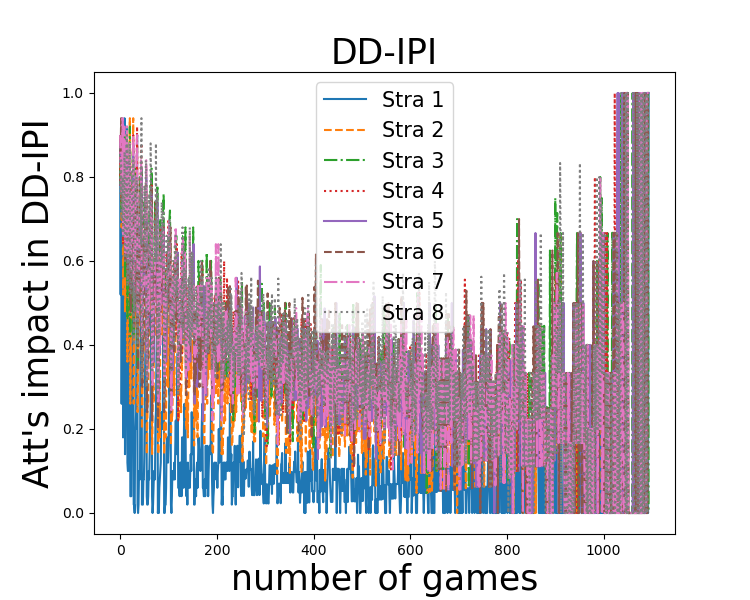 DD-IPI
Att's impact in DD-IPI
1.0
0.8
0.6
0.4
0.2
0.0
Stra 1
Stra 2
Stra 3
Stra 4
Stra 5
Stra 6
Stra 7
Stra 8
0 200 400 600 800 1000
number of games